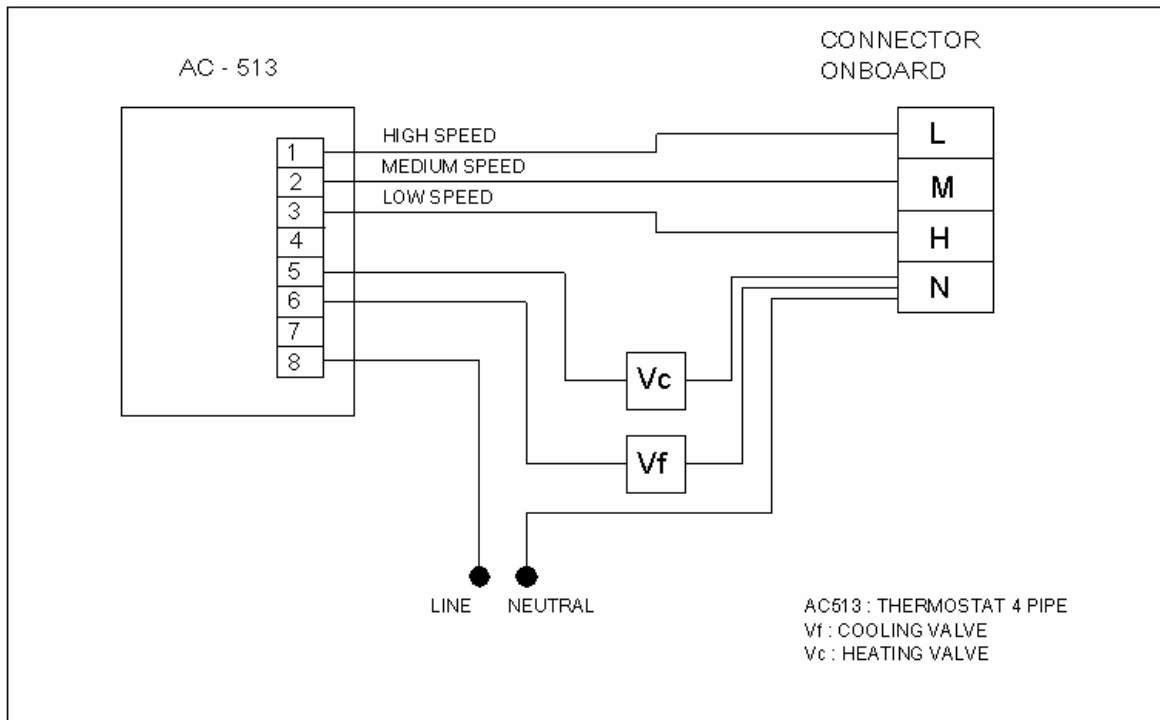 CONNECTOR
ONBOARD
AC - 513
L
HIGH SPEED
1
MEDIUM SPEED
2
M
LOW SPEED
3
H
4
5
N
6
7
8
Vc
Vf
LINE
NEUTRAL
AC513 : THERMOSTAT 4 PIPE
Vf : COOLING VALVE
Vc : HEATING VALVE